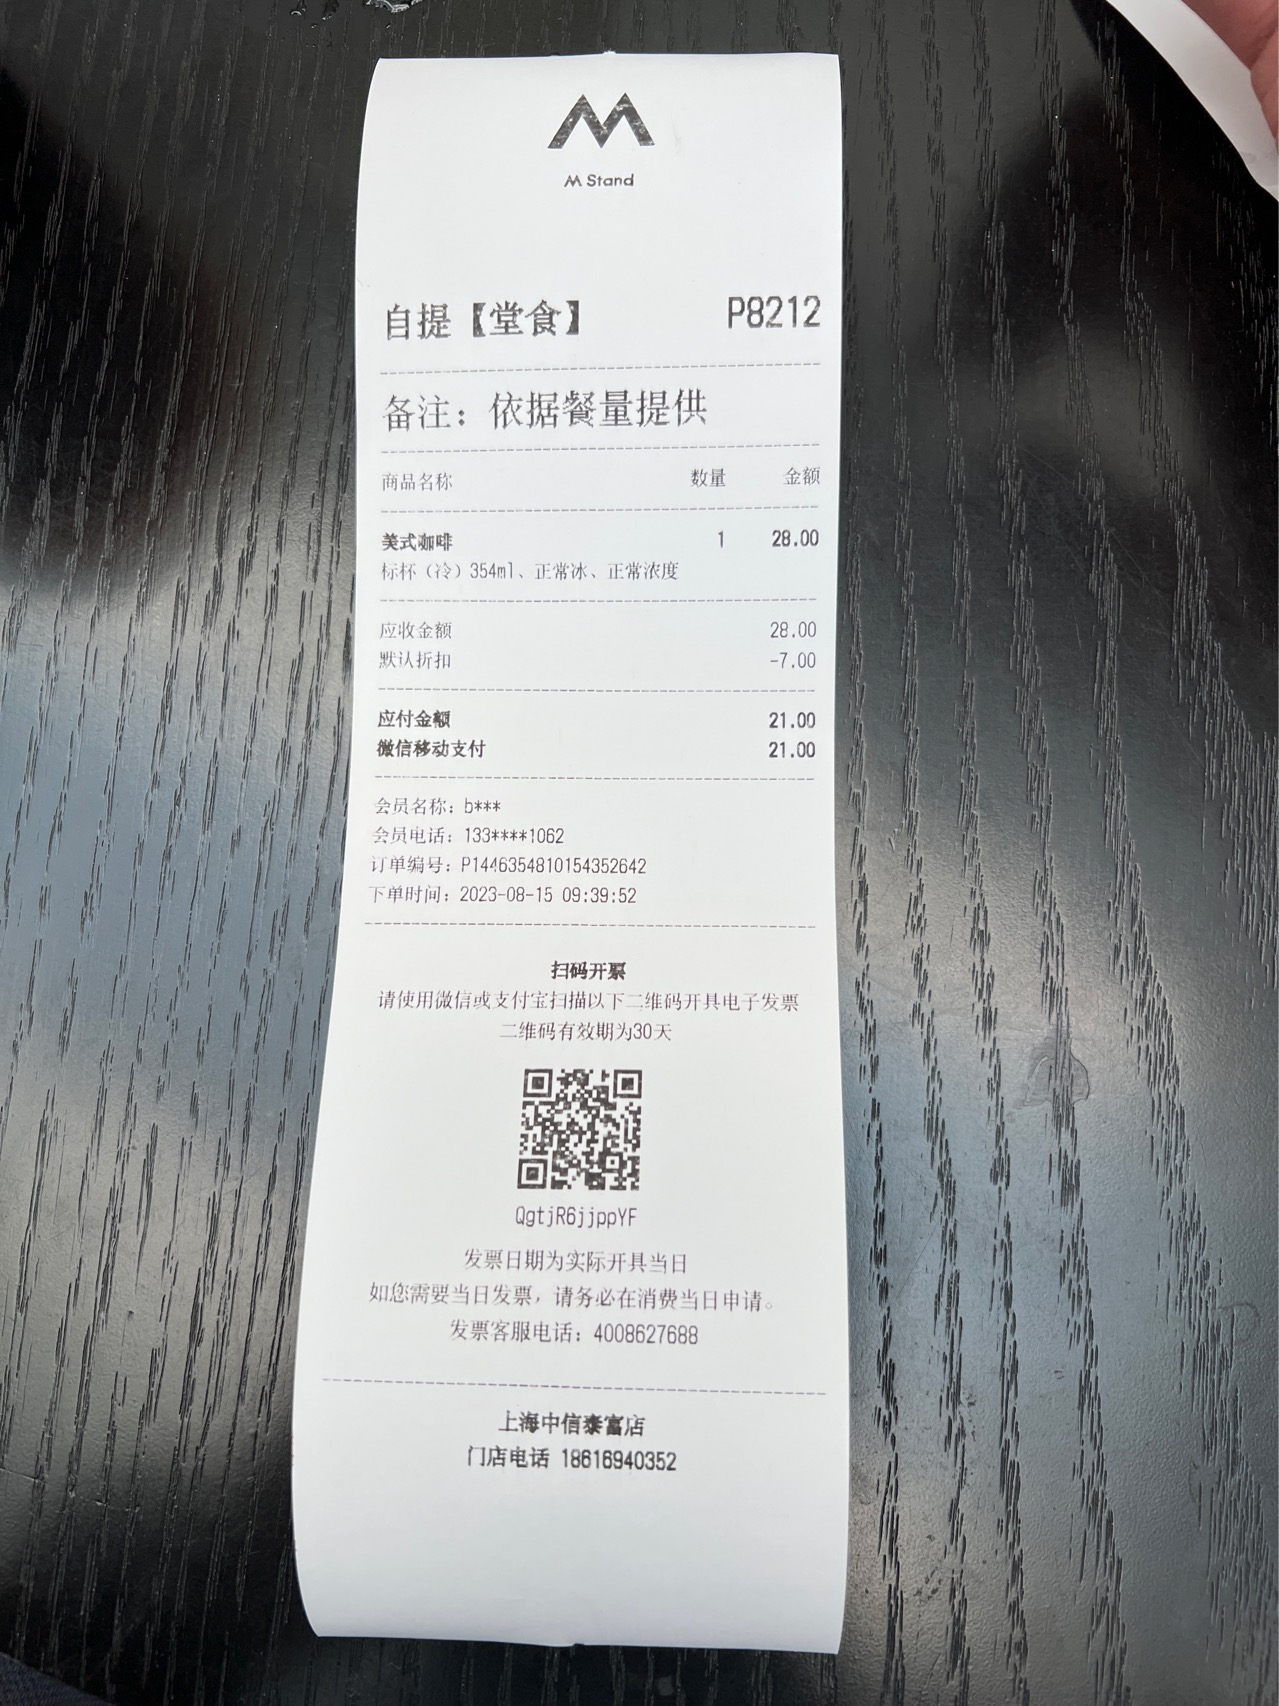 M Stand
自提【堂食】 P8212
备注：依据餐量提供
商品名称 数量 金额
美式咖啡 1 28.00
标杯（冷）354ml、正常冰、正常浓度
应收金额 28.00
默认折扣 -7.00
应付金额 21.00
微信移动支付 21.00
会员名称：b***
会员电话：133****1062
订单编号：P1446354810154352642
下单时间：2023-08-15 09:39:52
扫码开票
请使用微信或支付宝扫描以下二维码开具电子发票
二维码有效期为30天
QgtjR6jjppYF
发票日期为实际开具当日
如您需要当日发票，请务必在消费当日申请。
发票客服电话：4008627688
上海中信泰富店
门店电话 18616940352